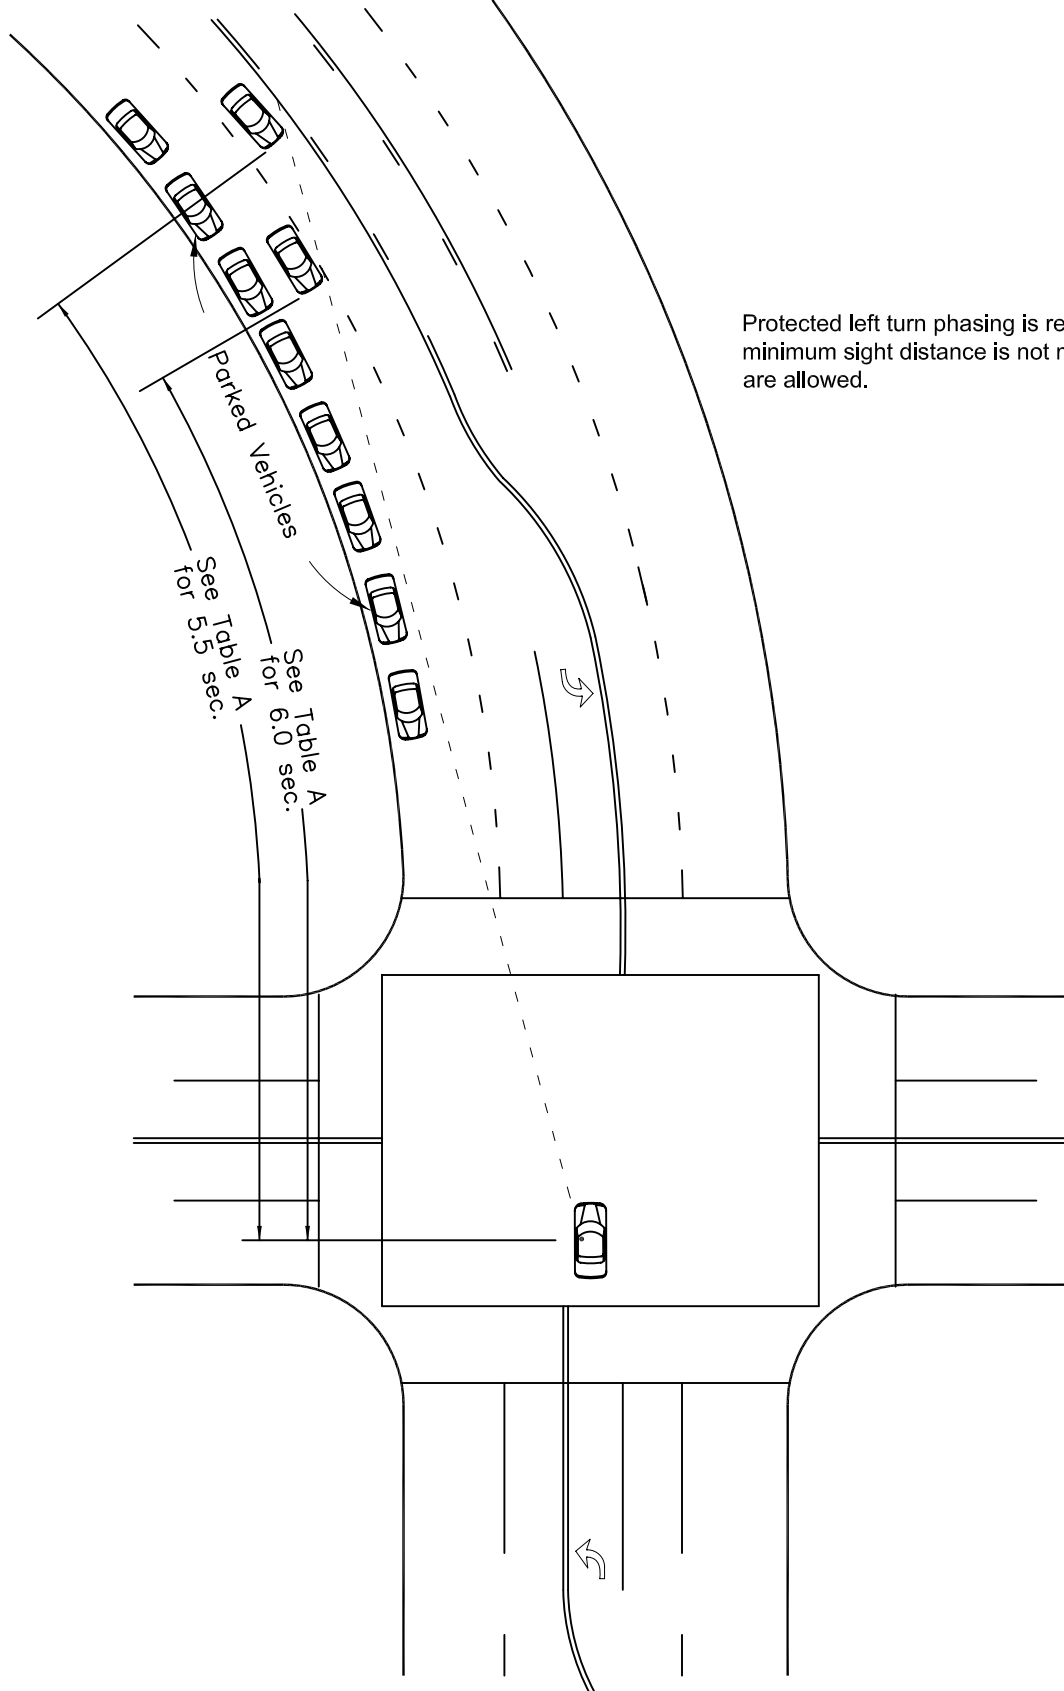 Protected left turn phasing is re
minimum sight distance is not
are allowed.
Parked Vehicles
See Table A
for 5.5 sec.
See Table A
for 6.0 sec.